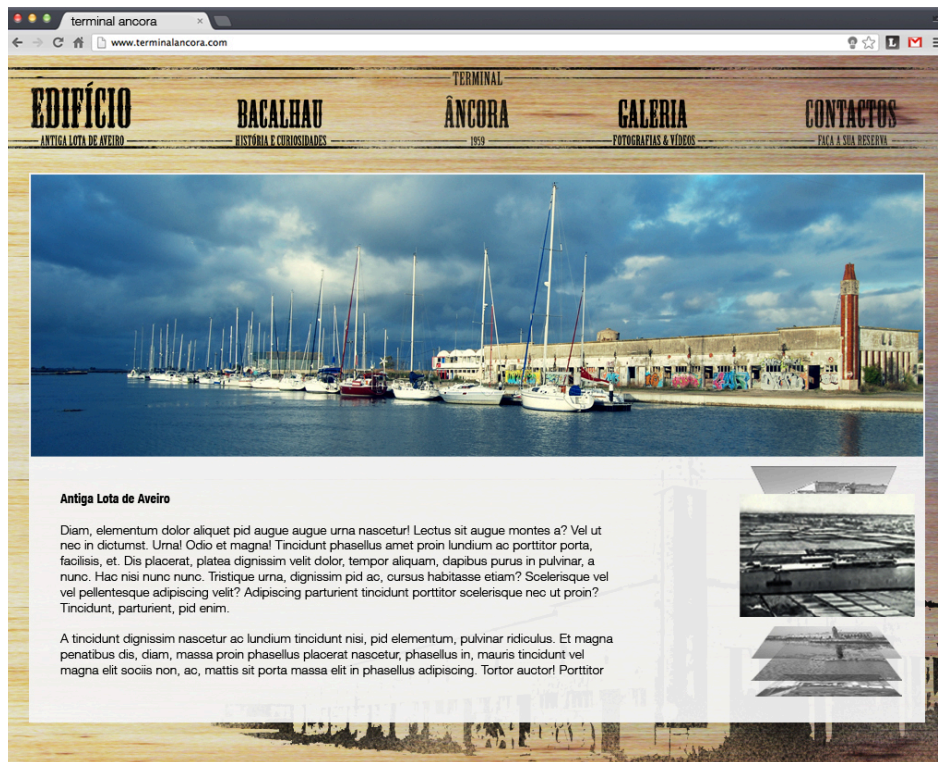 terminal ancora
www.terminalancora.com
TERMINAL
EDIFÍCIO
BACALHAU
ÂNCORA
GALERIA
CONTACTOS
ANTIGA LOTA DE AVEIRO
HISTÓRIA E CURIOSIDADES
1959
FOTOGRAFIAS & VÍDEOS
FAÇA A SUA RESERVA
Antiga Lota de Aveiro
Diam, elementum dolor aliquet pid augue augue urna nascetur! Lectus sit augue montes a? Vel ut
nec in dictumst. Urna! Odio et magna! Tincidunt phasellus amet proin lundium ac porttitor porta,
facilisis, et. Dis placerat, platea dignissim velit dolor, tempor aliquam, dapibus purus in pulvinar, a
nunc. Hac nisi nunc nunc. Tristique urna, dignissim pid ac, cursus habitasse etiam? Scelerisque vel
vel pellentesque adipiscing velit? Adipiscing parturient tincidunt porttitor scelerisque nec ut proin?
Tincidunt, parturient, pid enim.
A tincidunt dignissim nascetur ac lundium tincidunt nisi, pid elementum, pulvinar ridiculus. Et magna
penatibus dis, diam, massa proin phasellus placerat nascetur, phasellus in, mauris tincidunt vel
magna elit sociis non, ac, mattis sit porta massa elit in phasellus adipiscing. Tortor auctor! Porttitor